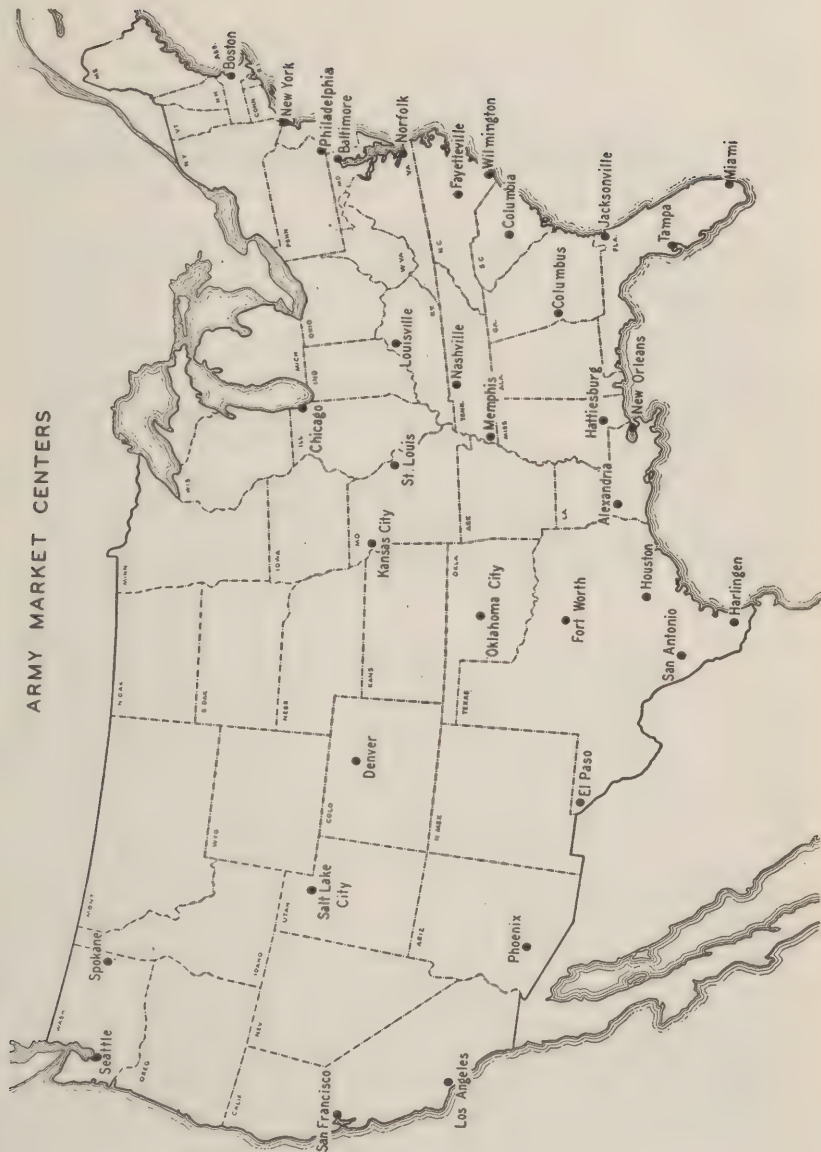 ARMY MARKET CENTERS
WASH
Seattle
Spokane
MONT
N DAK
MINN
OREG
IDAHO
WYO
S DAK
WIS
MICH
NY
VT
NH
ME
Boston
CONN
CALIF
NEV
UTAH
Salt Lake
City
COLO
Denver
NEBR
IOWA
ILL
Chicago
IND
OHIO
PENN
New York
Philadelphia
Baltimore
MD
San Francisco
KANS
Kansas City
MO
St. Louis
Louisville
W VA
VA
Norfolk
Los Angeles
ARIZ
Phoenix
N MEX
TEXAS
OKLA
Oklahoma City
ARK
Memphis
TENN
Nashville
KY
N C
Fayetteville
Wilmington
S C
Columbia
El Paso
Fort Worth
LA
Alexandria
MISS
Hattiesburg
ALA
GA
Columbus
Jacksonville
FLA
San Antonio
Houston
Harlingen
New Orleans
Tampa
Miami